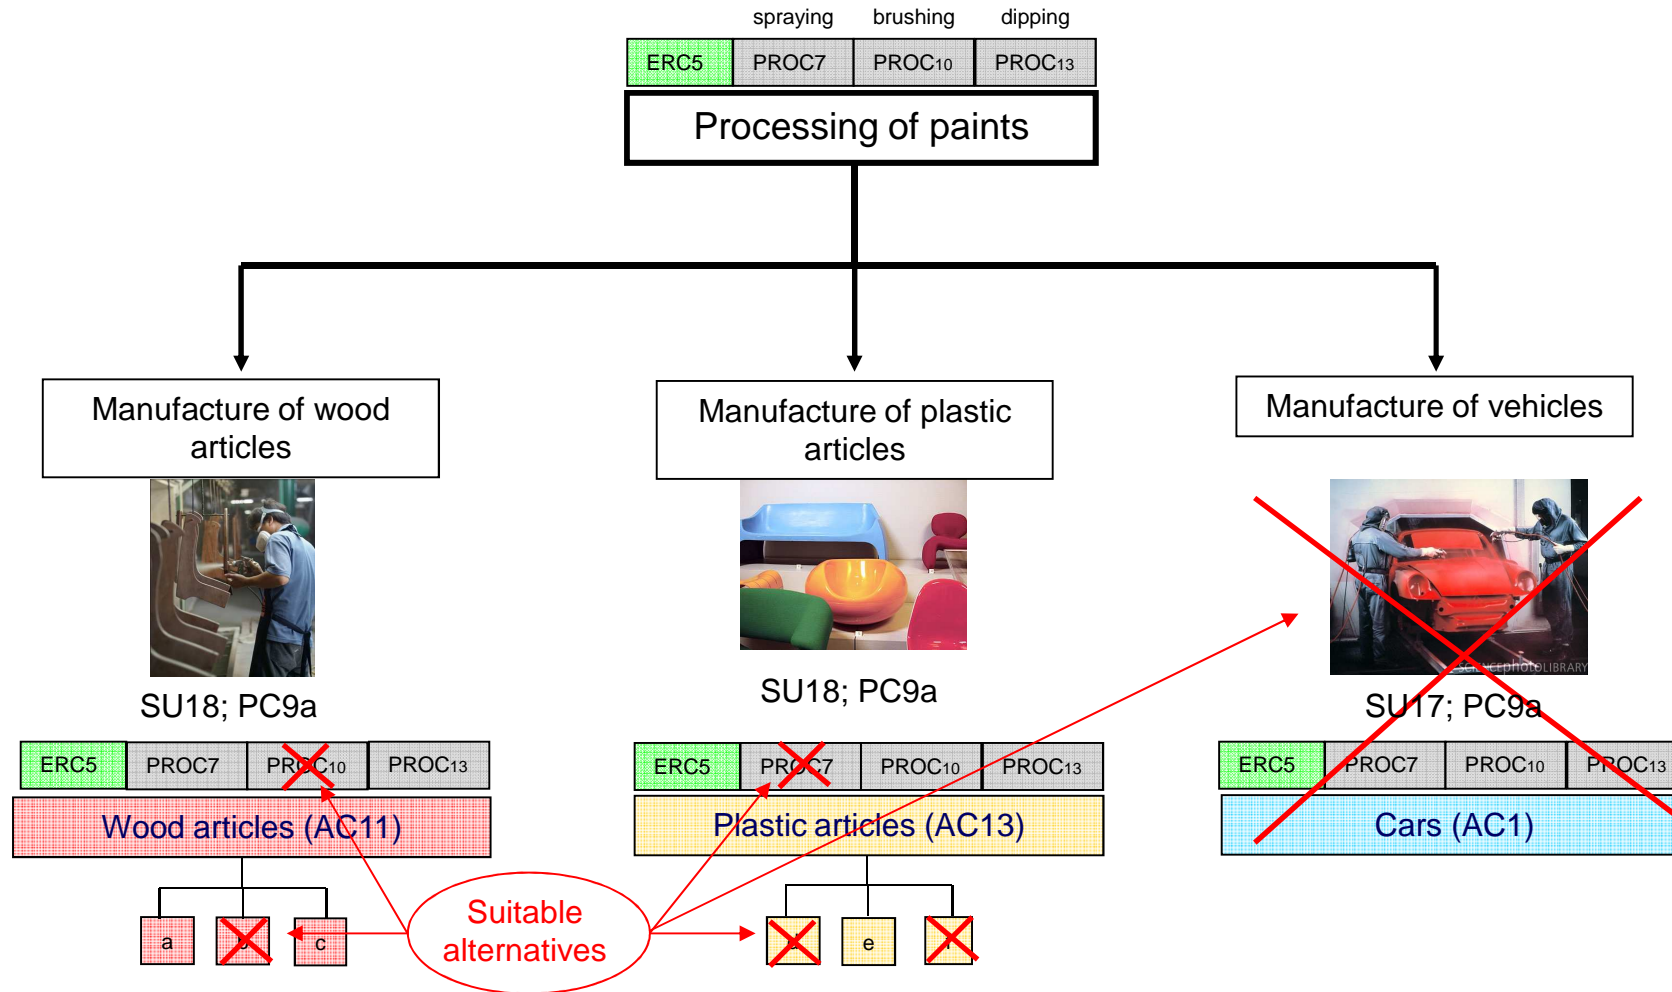 spraying brushing dipping
ERC5 PROC7 PROC10 PROC13
Processing of paints
Manufacture of wood
articles
Manufacture of plastic
articles
Manufacture of vehicles
SCIENCEphotoLIBRARY
SU18; PC9a
SU18; PC9a
SU17; PC9a
ERC5 PROC7 PROC10 PROC13
ERC5 PROC7 PROC10 PROC13
ERC5 PROC7 PROC10 PROC13
Wood articles (AC11)
Plastic articles (AC13)
Cars (AC1)
Suitable
alternatives
a b c
d e f